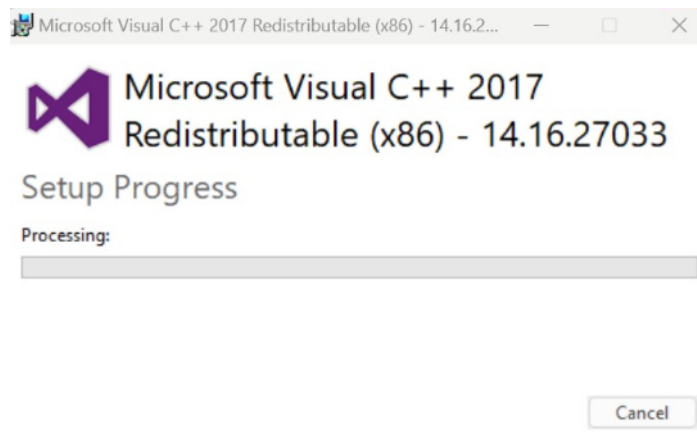 Microsoft Visual C++ 2017 Redistributable (x86) - 14.16.2...
Microsoft Visual C++ 2017
Redistributable (x86) - 14.16.27033
Setup Progress
Processing:
Cancel